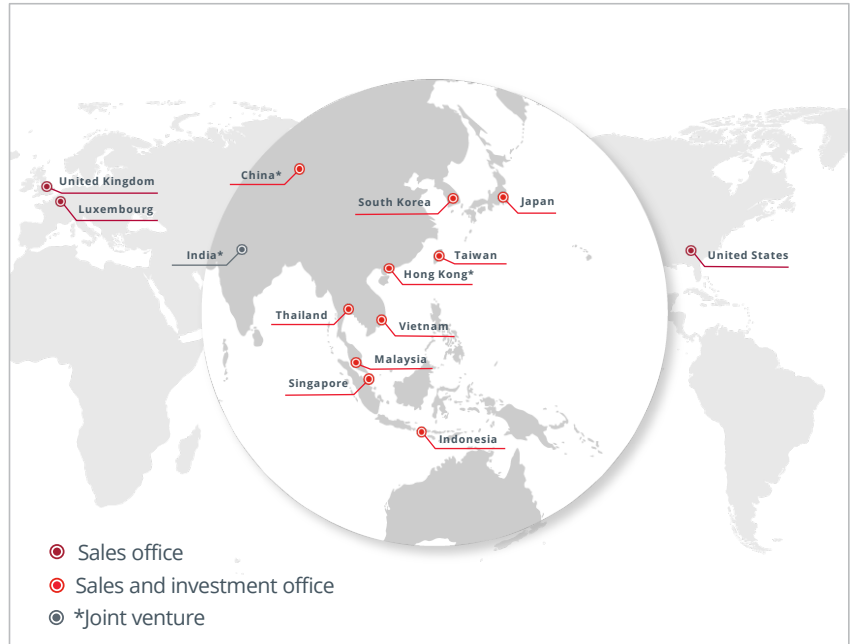 United Kingdom
Luxembourg
China*
South Korea
Japan
India*
Taiwan
Hong Kong*
United States
Thailand
Vietnam
Malaysia
Singapore
Indonesia
Sales office
Sales and investment office
*Joint venture